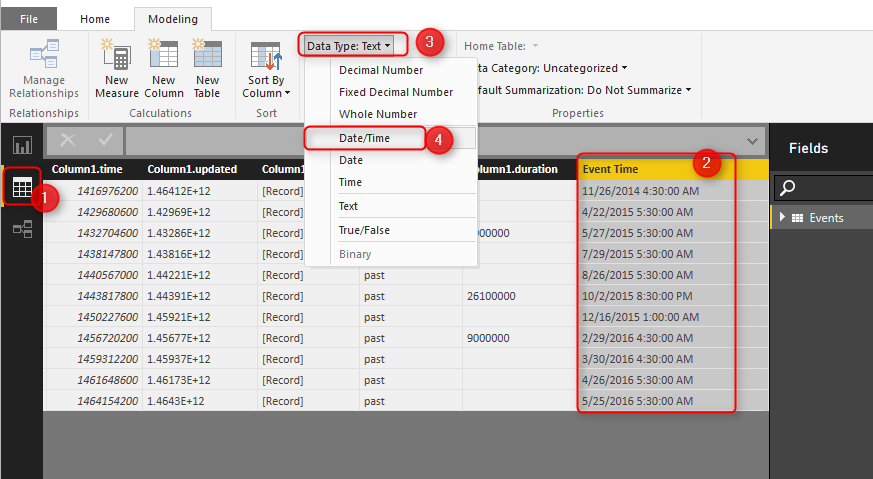 File Home Modeling
Manage Relationships
New Measure
New Column
New Table
Sort By Column
Data Type: Text
3
Home Table:
ta Category: Uncategorized
fault Summarization: Do Not Summarize
Relationships Calculations Sort Properties
Decimal Number
Fixed Decimal Number
Whole Number
Date/Time
4
Date
Time
Text
True/False
Binary
Fields
Events
1
2
Column1.time Column1.updated Column1 lumn1.duration Event Time
1416976200 1.46412E+12 [Record] 11/26/2014 4:30:00 AM
1429680600 1.42969E+12 [Record] 4/22/2015 5:30:00 AM
1432704600 1.43286E+12 [Record] 000000 5/27/2015 5:30:00 AM
1438147800 1.43816E+12 [Record] 7/29/2015 5:30:00 AM
1440567000 1.44221E+12 [Record] past 8/26/2015 5:30:00 AM
1443817800 1.44391E+12 [Record] past 26100000 10/2/2015 8:30:00 PM
1450227600 1.45921E+12 [Record] past 12/16/2015 1:00:00 AM
1456720200 1.45677E+12 [Record] past 9000000 2/29/2016 4:30:00 AM
1459312200 1.45937E+12 [Record] past 3/30/2016 4:30:00 AM
1461648600 1.46173E+12 [Record] past 4/26/2016 5:30:00 AM
1464154200 1.4643E+12 [Record] past 5/25/2016 5:30:00 AM